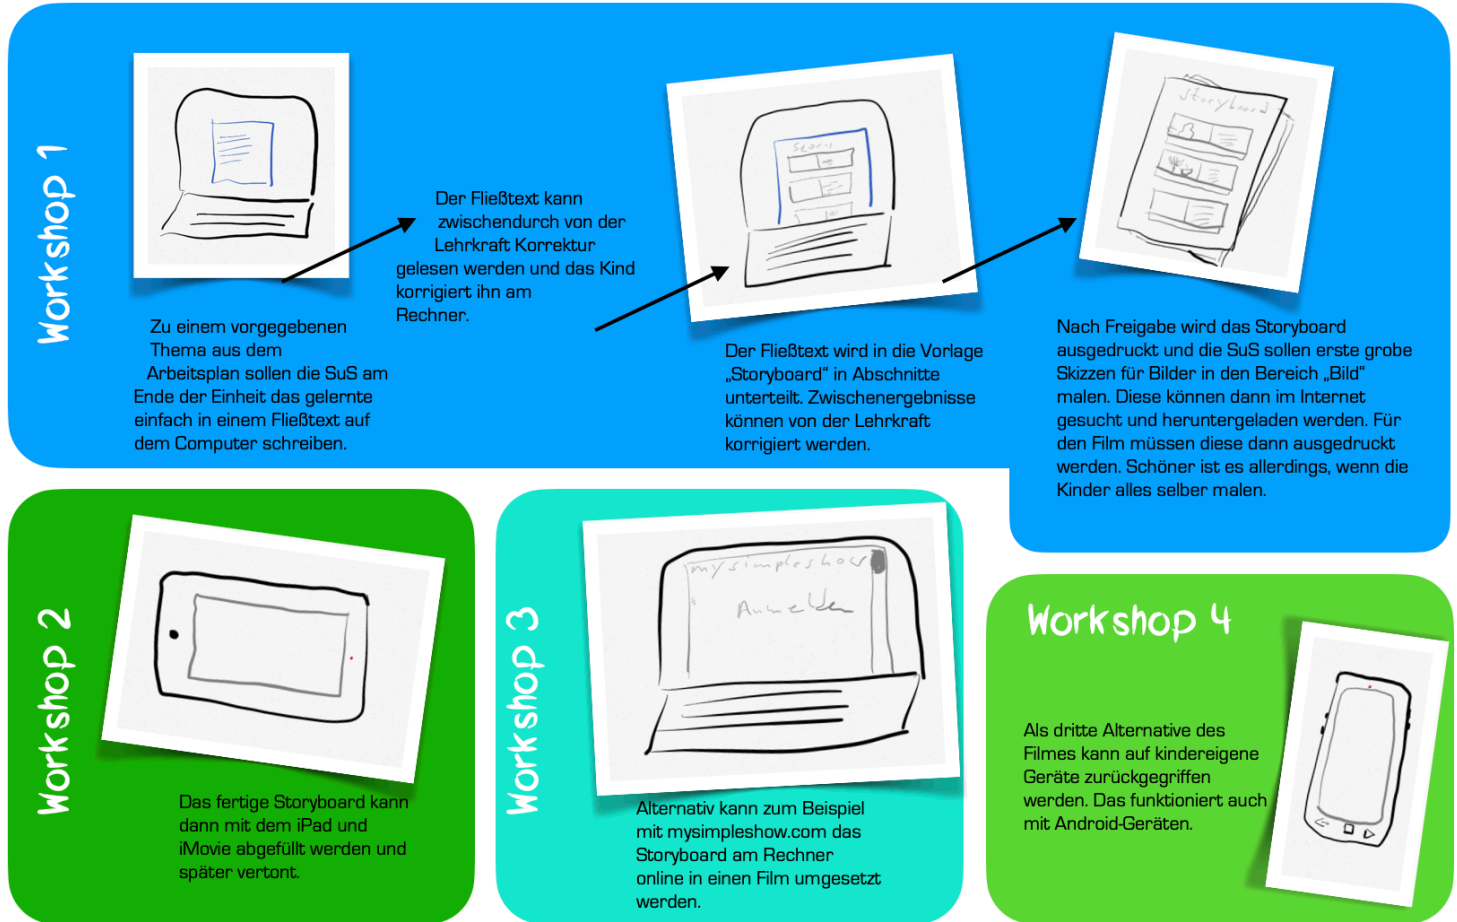 Workshop 1
Zu einem vorgegebenen
Thema aus dem
Arbeitsplan sollen die SuS am
Ende der Einheit das gelernte
einfach in einem Fließtext auf
dem Computer schreiben.
Der Fließtext kann
zwischendurch von der
Lehrkraft Korrektur
gelesen werden und das Kind
korrigiert ihn am
Rechner.
Story
Der Fließtext wird in die Vorlage
„Storyboard“ in Abschnitte
unterteilt. Zwischenergebnisse
können von der Lehrkraft
korrigiert werden.
Storyboard
Nach Freigabe wird das Storyboard
ausgedruckt und die SuS sollen erste grobe
Skizzen für Bilder in den Bereich „Bild“
malen. Diese können dann im Internet
gesucht und heruntergeladen werden. Für
den Film müssen diese dann ausgedruckt
werden. Schöner ist es allerdings, wenn die
Kinder alles selber malen.
Workshop 2
Das fertige Storyboard kann
dann mit dem iPad und
iMovie abgefüllt werden und
später vertont.
Workshop 3
mysimpleshow
Anmelden
Alternativ kann zum Beispiel
mit mysimpleshow.com das
Storyboard am Rechner
online in einen Film umgesetzt
werden.
Workshop 4
Als dritte Alternative des
Filmes kann auf kindereigene
Geräte zurückgegriffen
werden. Das funktioniert auch
mit Android-Geräten.